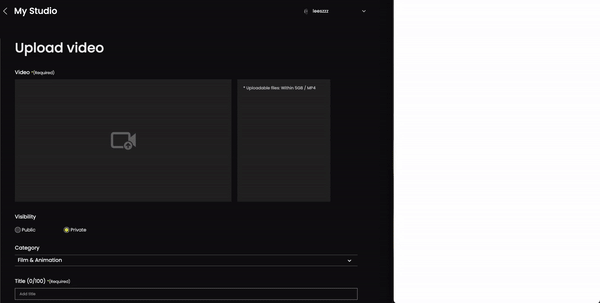 My Studio
leezzz
Upload video
Video *(Required)
* Uploadable files: Within 5GB / MP4
Visibility
Public
Private
Category
Film & Animation
Title (0/100) *(Required)
Add title